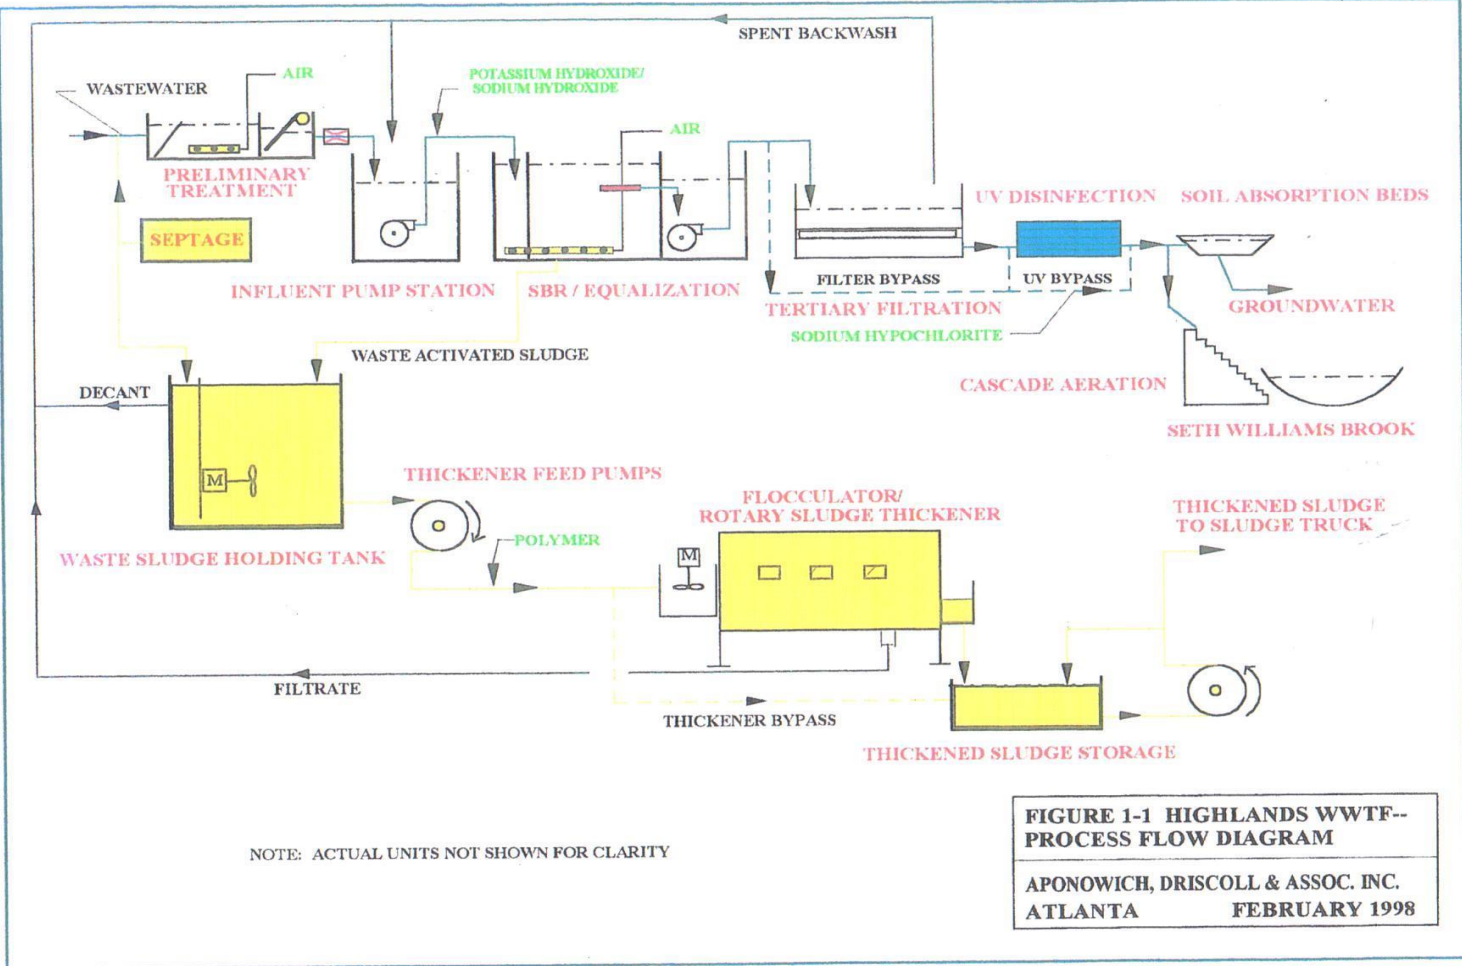 SPENT BACKWASH
POTASSIUM HYDROXIDE/
SODIUM HYDROXIDE
AIR
WASTEWATER
AIR
PRELIMINARY
TREATMENT
UV DISINFECTION
SOIL ABSORPTION BEDS
SEPTAGE
INFLUENT PUMP STATION
SBR / EQUALIZATION
FILTER BYPASS
UV BYPASS
TERTIARY FILTRATION
GROUNDWATER
SODIUM HYPOCHLORITE
WASTE ACTIVATED SLUDGE
DECANT
CASCADE AERATION
SETH WILLIAMS BROOK
M
THICKENER FEED PUMPS
FLOCCULATOR/
ROTARY SLUDGE THICKENER
THICKENED SLUDGE
TO SLUDGE TRUCK
POLYMER
M
WASTE SLUDGE HOLDING TANK
FILTRATE
THICKENER BYPASS
THICKENED SLUDGE STORAGE
NOTE: ACTUAL UNITS NOT SHOWN FOR CLARITY
FIGURE 1-1 HIGHLANDS WWTF--
PROCESS FLOW DIAGRAM
APONOWICH, DRISCOLL & ASSOC. INC.
ATLANTA FEBRUARY 1998